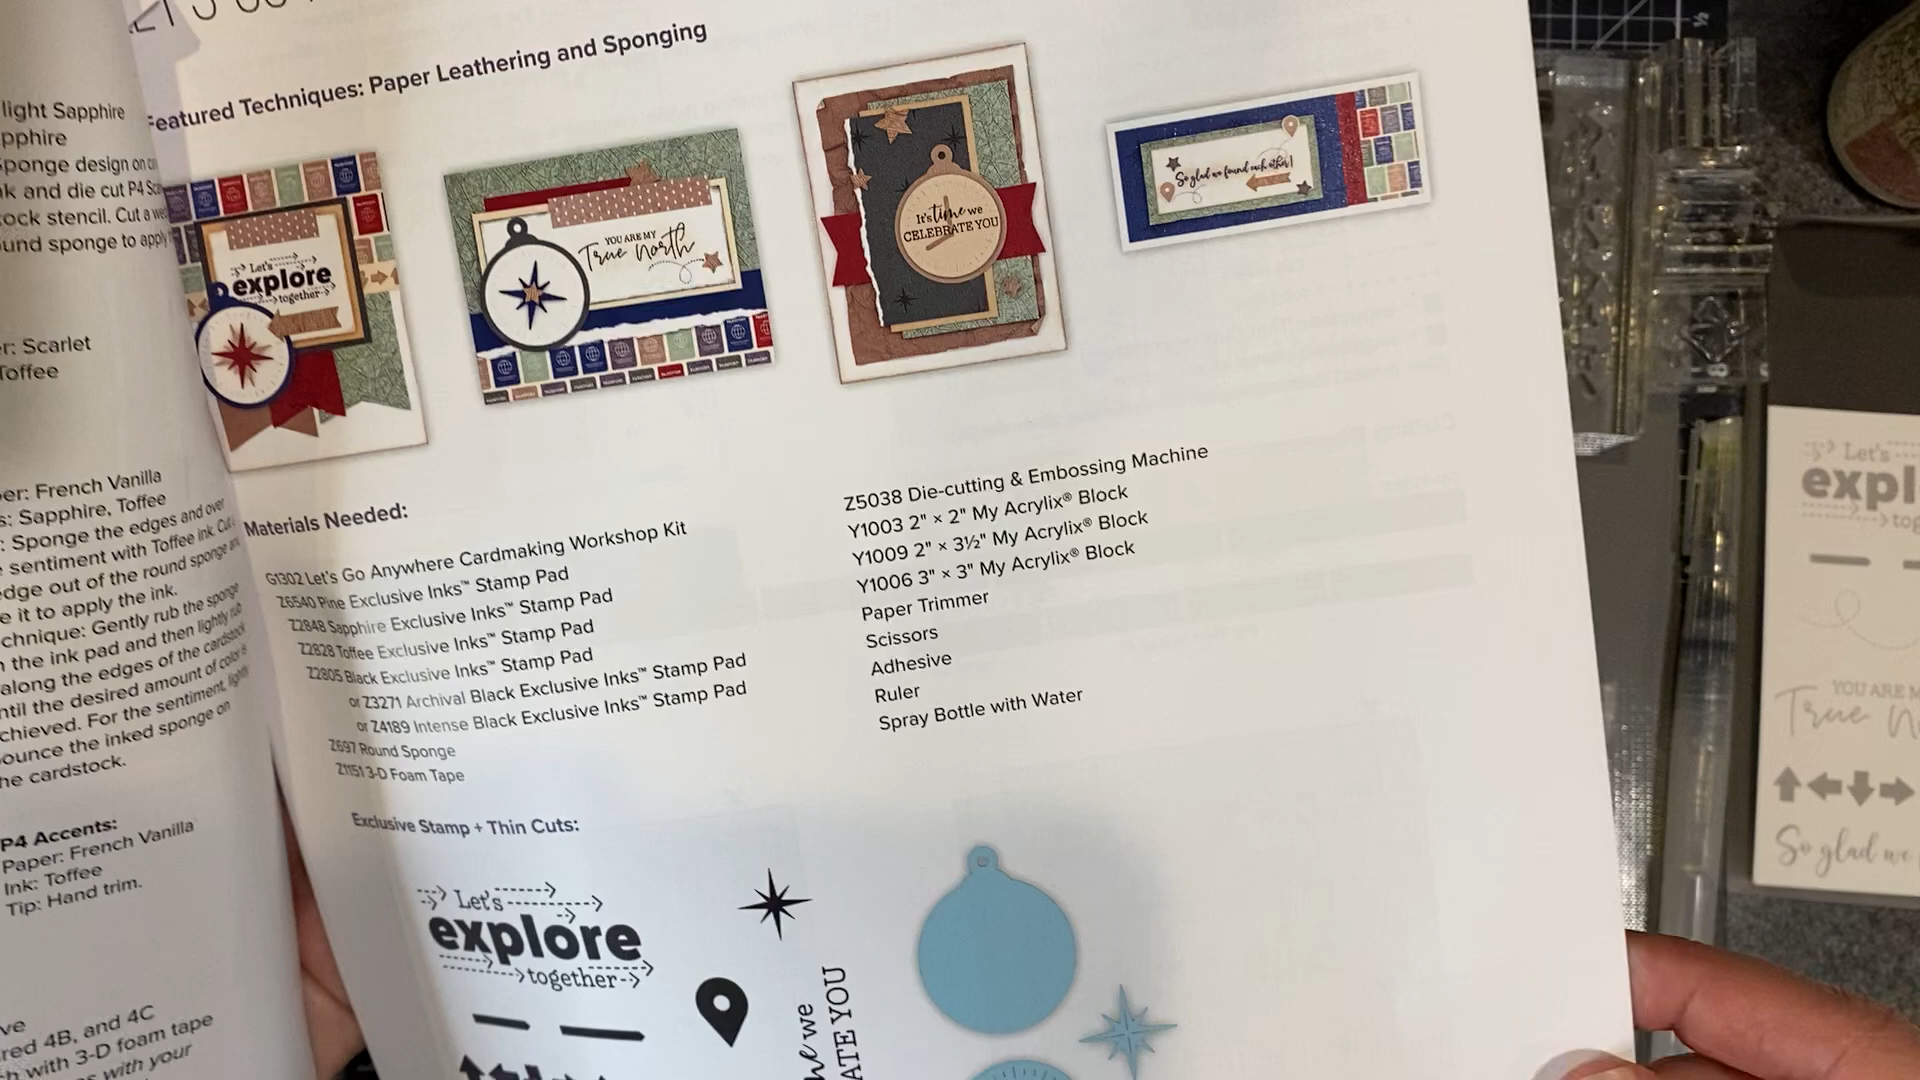 light Sapphire
pphire
Sponge design on
nk and die cut P4
tock stencil. Cut a
und sponge to apply
r: Scarlet
Toffee
er: French Vanilla
s: Sapphire, Toffee
: Sponge the edges and over
e sentiment with Toffee ink. Cut
edge out of the round sponge and
e it to apply the ink.
chnique: Gently rub the sponge
n the ink pad and then lightly rub
along the edges of the cardstock
ntil the desired amount of color is
chieved. For the sentiment, lightly
ounce the inked sponge on
he cardstock.
P4 Accents:
Paper: French Vanilla
Ink: Toffee
Tip: Hand trim.
ve
red 4B, and 4C
h with 3-D foam tape
s with your
Featured Techniques: Paper Leathering and Sponging
Let's
explore
together
YOU ARE MY
True North
It's time we
CELEBRATE YOU
So glad we found each other!
Materials Needed:
G1302 Let's Go Anywhere Cardmaking Workshop Kit
Z6540 Pine Exclusive Inks™ Stamp Pad
Z2848 Sapphire Exclusive Inks™ Stamp Pad
Z2828 Toffee Exclusive Inks™ Stamp Pad
Z2805 Black Exclusive Inks™ Stamp Pad
or Z3271 Archival Black Exclusive Inks™ Stamp Pad
or Z4189 Intense Black Exclusive Inks™ Stamp Pad
Z697 Round Sponge
Z1151 3-D Foam Tape
Z5038 Die-cutting & Embossing Machine
Y1003 2" × 2" My Acrylix® Block
Y1009 2" × 3½" My Acrylix® Block
Y1006 3" × 3" My Acrylix® Block
Paper Trimmer
Scissors
Adhesive
Ruler
Spray Bottle with Water
Exclusive Stamp + Thin Cuts:
Let's
explore
together
me we
ATE YOU
Let's
expl
tog
YOU ARE M
True N
So glad we